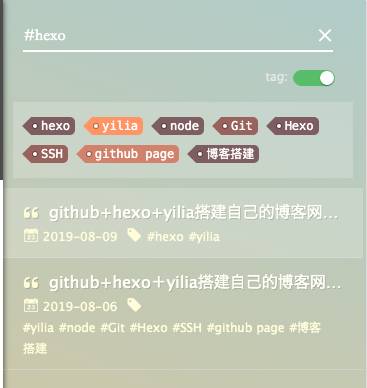 #hexo
tag:
hexo yilia node Git Hexo
SSH github page 博客搭建
github+hexo+yilia搭建自己的博客网...
2019-08-09 #hexo #yilia
github+hexo＋yilia搭建自己的博客网...
2019-08-06
#yilia #node #Git #Hexo #SSH #github page #博客
搭建